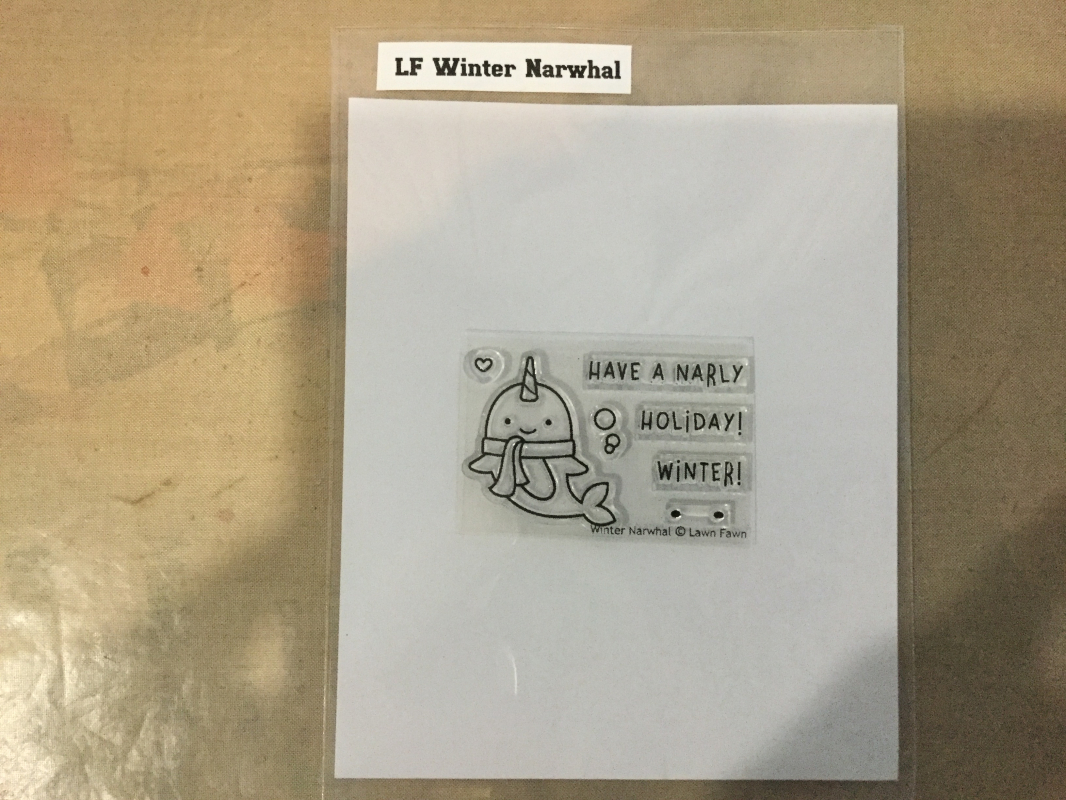 LF Winter Narwhal
HAVE A NARLY
HOLiDAY!
WiNTER!
Winter Narwhal © Lawn Fawn